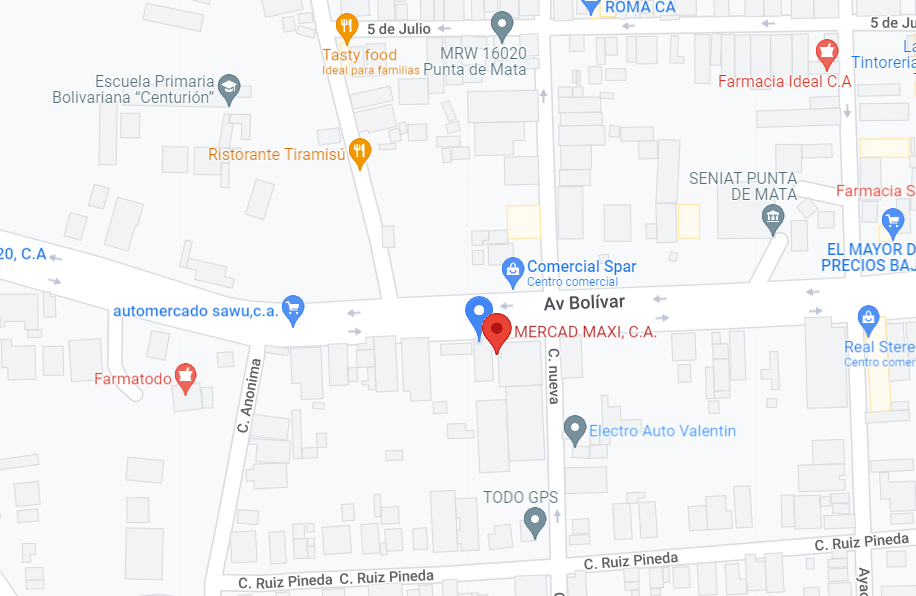 ROMA CA
5 de Julio
5 de Ju
Tasty food
Ideal para familias
MRW 16020
Punta de Mata
La
Tintoreri
Farmacia Ideal C.A
Escuela Primaria
Bolivariana “Centurión”
Ristorante Tiramisú
SENIAT PUNTA
DE MATA
Farmacia S
20, C.A
EL MAYOR D
PRECIOS BAJ
Comercial Spar
Centro comercial
Av Bolívar
automercado sawu,c.a.
MERCAD MAXI, C.A.
Real Stere
Centro comer
Farmatodo
C. Anonima
C. nueva
Electro Auto Valentin
TODO GPS
C. Ruiz Pineda
C. Ruiz Pineda
C. Ruiz Pineda
C. Ruiz Pineda
Ayac